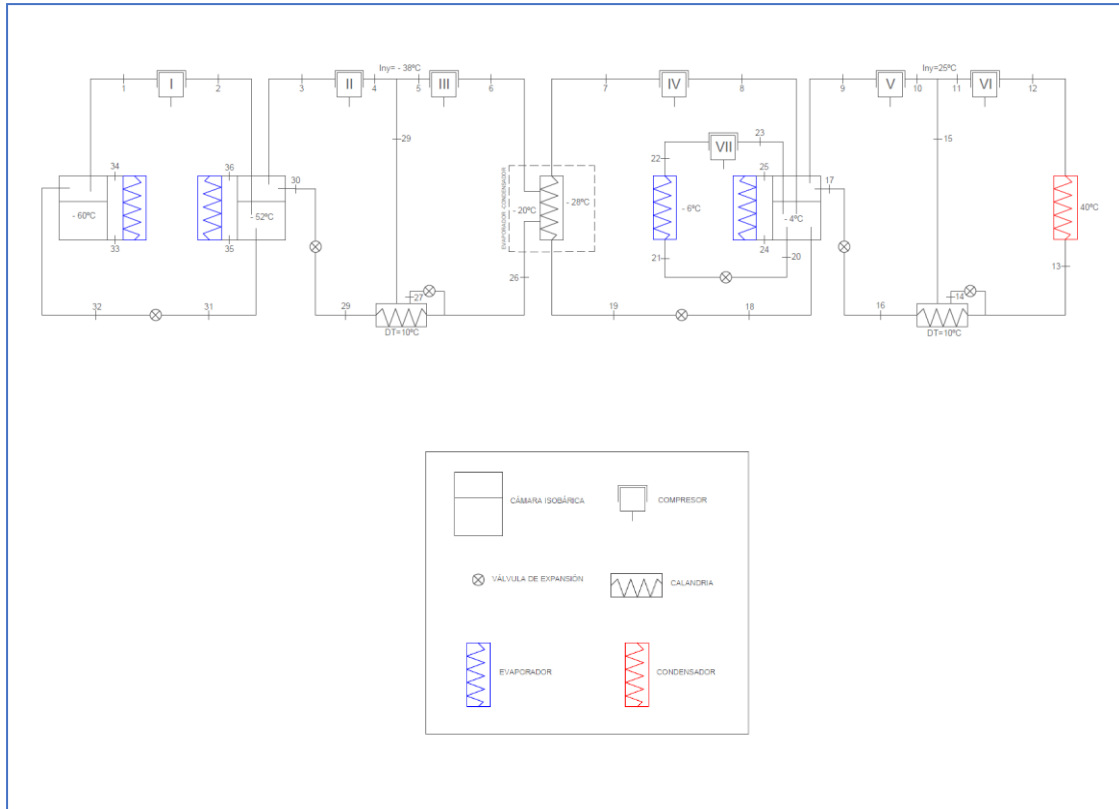 Iny= - 38ºC
Iny=25ºC
1
I
2
3
II
4
5
III
6
7
IV
8
9
V
10
11
VI
12
29
22
VII
23
15
34
36
30
EVAPORADOR-CONDENSADOR
25
17
- 60ºC
- 52ºC
- 20ºC
- 28ºC
- 6ºC
- 4ºC
40ºC
33
35
21
24
20
26
13
27
14
32
31
29
19
18
16
DT=10ºC
DT=10ºC
CÁMARA ISOBÁRICA
COMPRESOR
VÁLVULA DE EXPANSIÓN
CALANDRIA
EVAPORADOR
CONDENSADOR